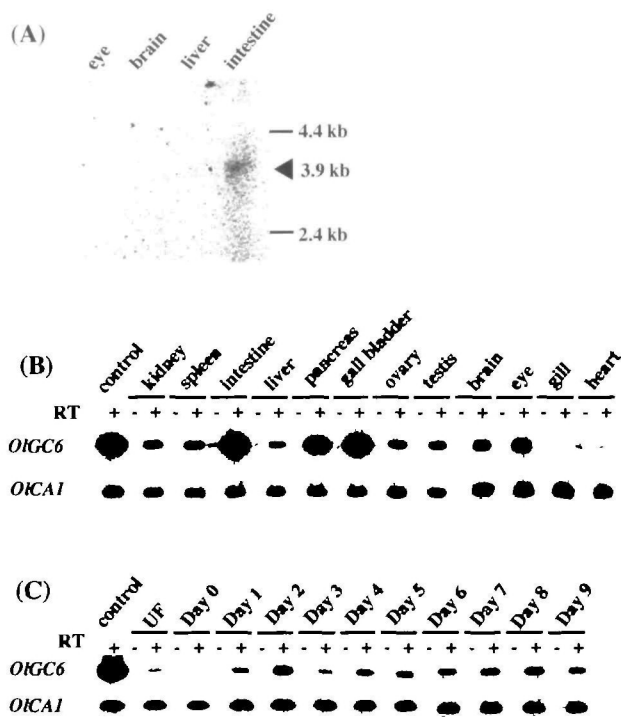 (A)
eye brain liver intestine
4.4 kb
3.9 kb
2.4 kb
(B)
control kidney spleen intestine liver pancreas gall bladder ovary testis brain eye gill heart
RT + - + - + - + - + - + - + - + - + - + - + - + - +
OlGC6
OlCA1
(C)
control UF Day 0 Day 1 Day 2 Day 3 Day 4 Day 5 Day 6 Day 7 Day 8 Day 9
RT + - + - + - + - + - + - + - + - + - + - + - +
OlGC6
OlCA1